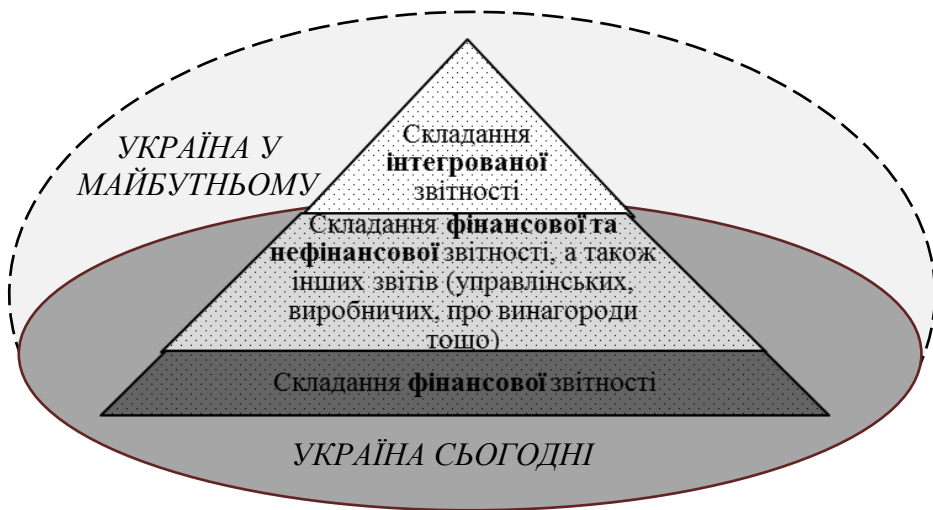 УКРАЇНА У
МАЙБУТНЬОМУ
Складання
інтегрованої
звітності
Складання фінансової та
нефінансової звітності, а також
інших звітів (управлінських,
виробничих, про винагороди
тощо)
Складання фінансової звітності
УКРАЇНА СЬОГОДНІ